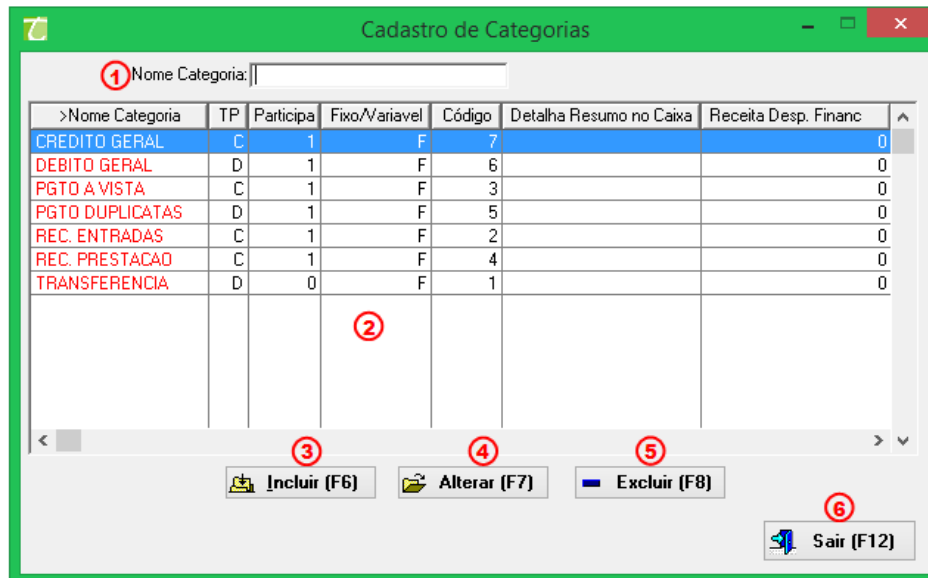 Cadastro de Categorias
1 Nome Categoria:
>Nome Categoria TP Participa Fixo/Variavel Código Detalha Resumo no Caixa Receita Desp. Financ
CREDITO GERAL C 1 F 7 0
DEBITO GERAL D 1 F 6 0
PGTO A VISTA C 1 F 3 0
PGTO DUPLICATAS D 1 F 5 0
REC. ENTRADAS C 1 F 2 0
REC. PRESTACAO C 1 F 4 0
TRANSFERENCIA D 0 F 1 0
2
3 4 5
Incluir (F6) Alterar (F7) Excluir (F8)
6
Sair (F12)